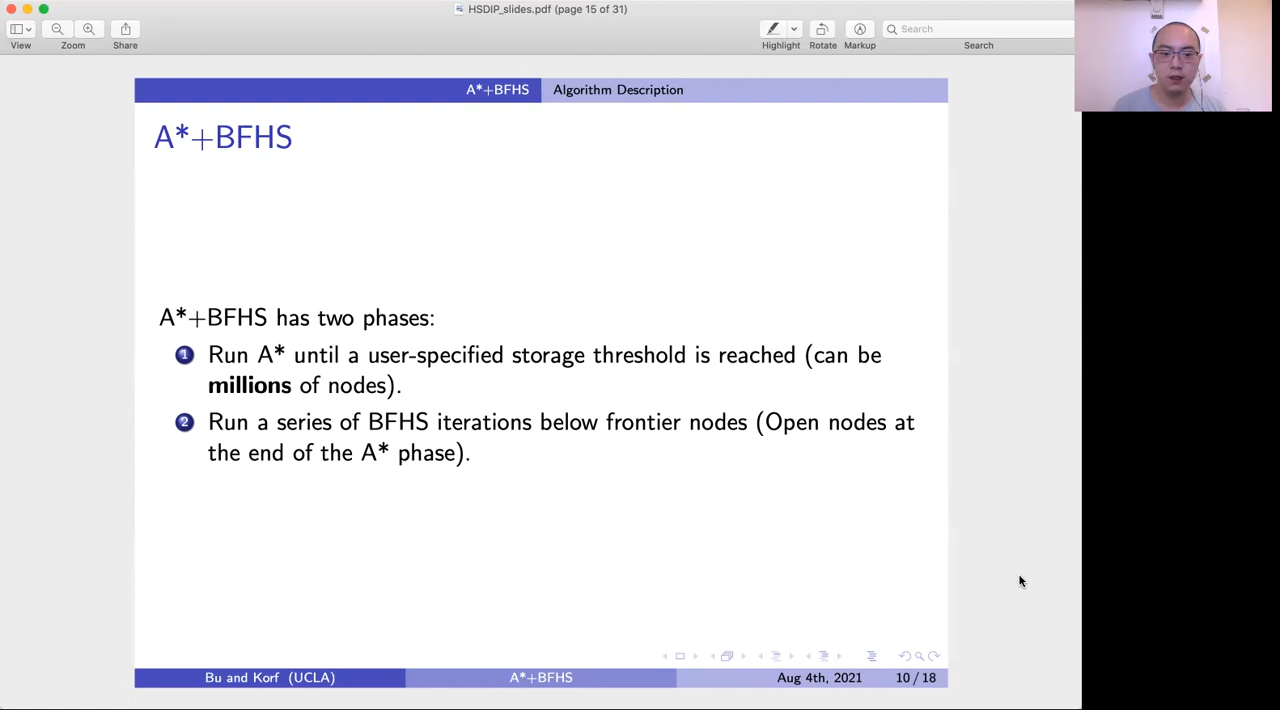 HSDIP_slides.pdf (page 15 of 31)
View
Zoom
Share
Highlight
Rotate
Markup
Search
Search
A*+BFHS
Algorithm Description
A*+BFHS
A*+BFHS has two phases:
1 Run A* until a user-specified storage threshold is reached (can be
millions of nodes).
2 Run a series of BFHS iterations below frontier nodes (Open nodes at
the end of the A* phase).
Bu and Korf (UCLA)
A*+BFHS
Aug 4th, 2021
10 / 18